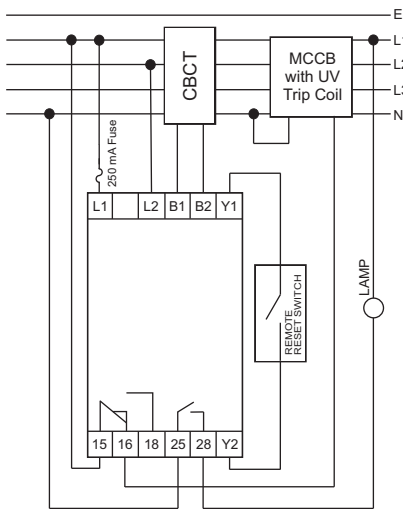 E
L1
L2
L3
N
CBCT
MCCB
with UV
Trip Coil
250 mA Fuse
L1
L2
B1
B2
Y1
REMOTE
RESET SWITCH
LAMP
15
16
18
25
28
Y2